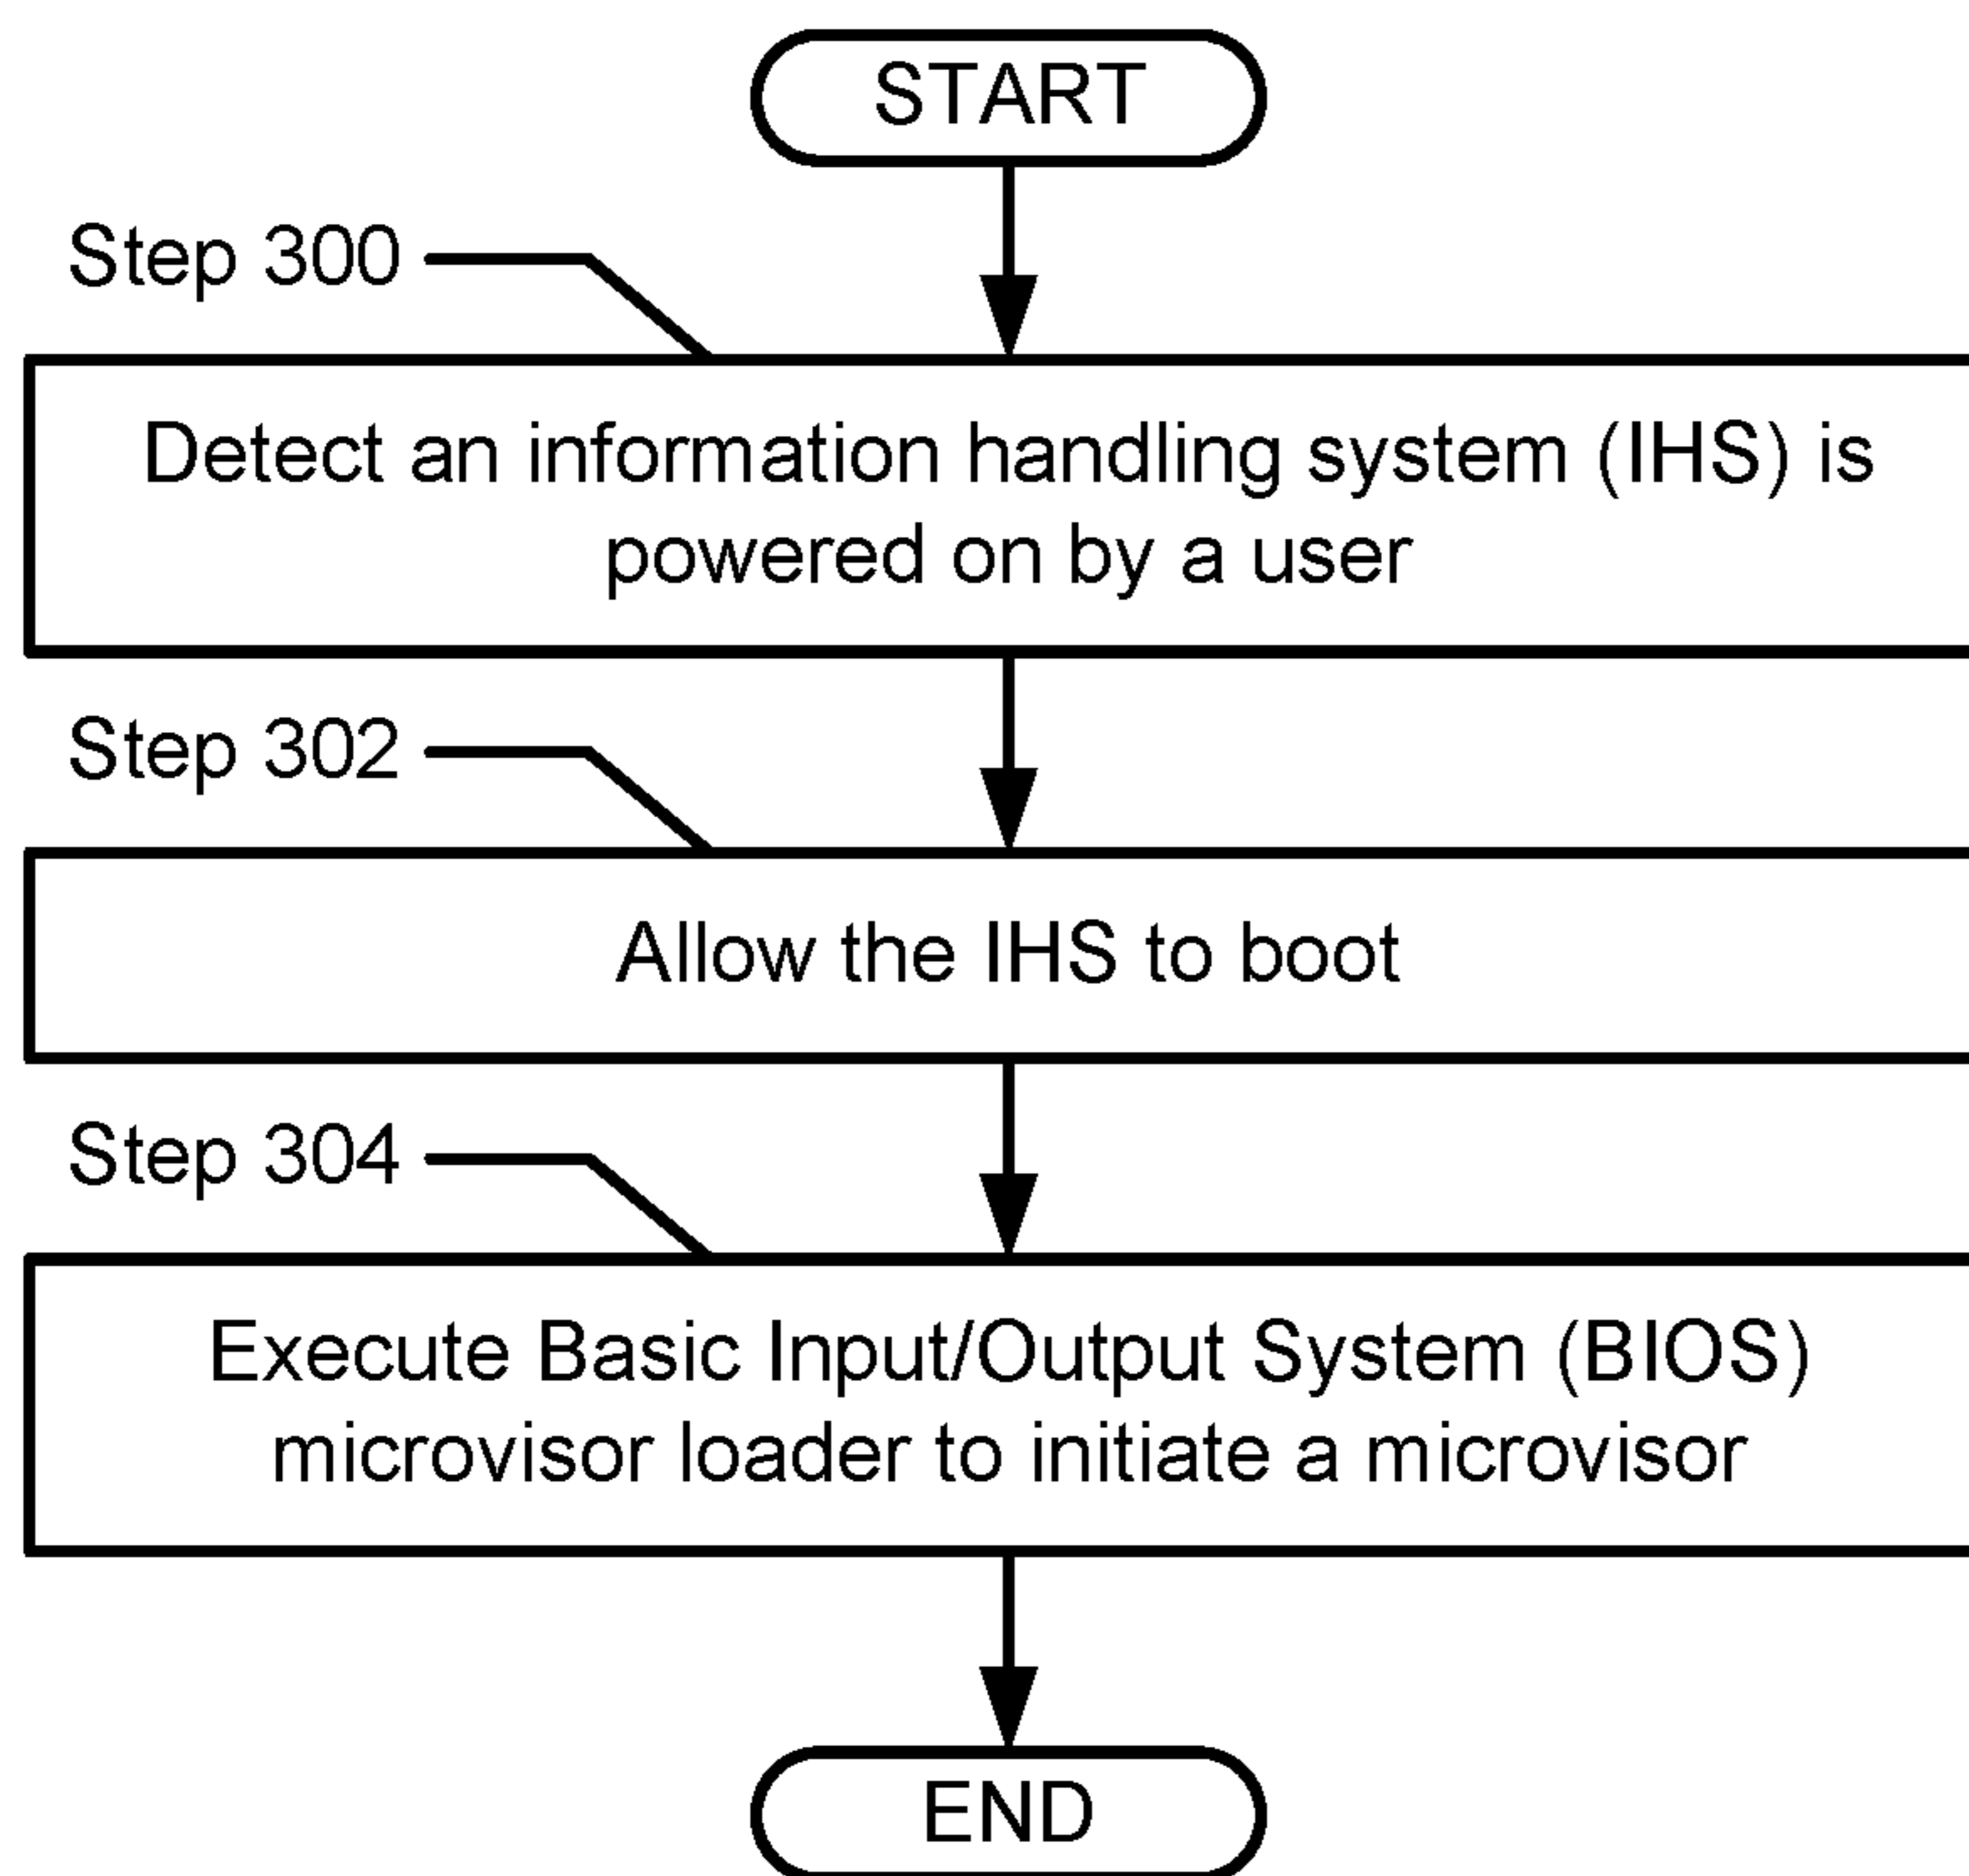 START
Step 300
Detect an information handling system (IHS) is
powered on by a user
Step 302
Allow the IHS to boot
Step 304
Execute Basic Input/Output System (BIOS)
microvisor loader to initiate a microvisor
END